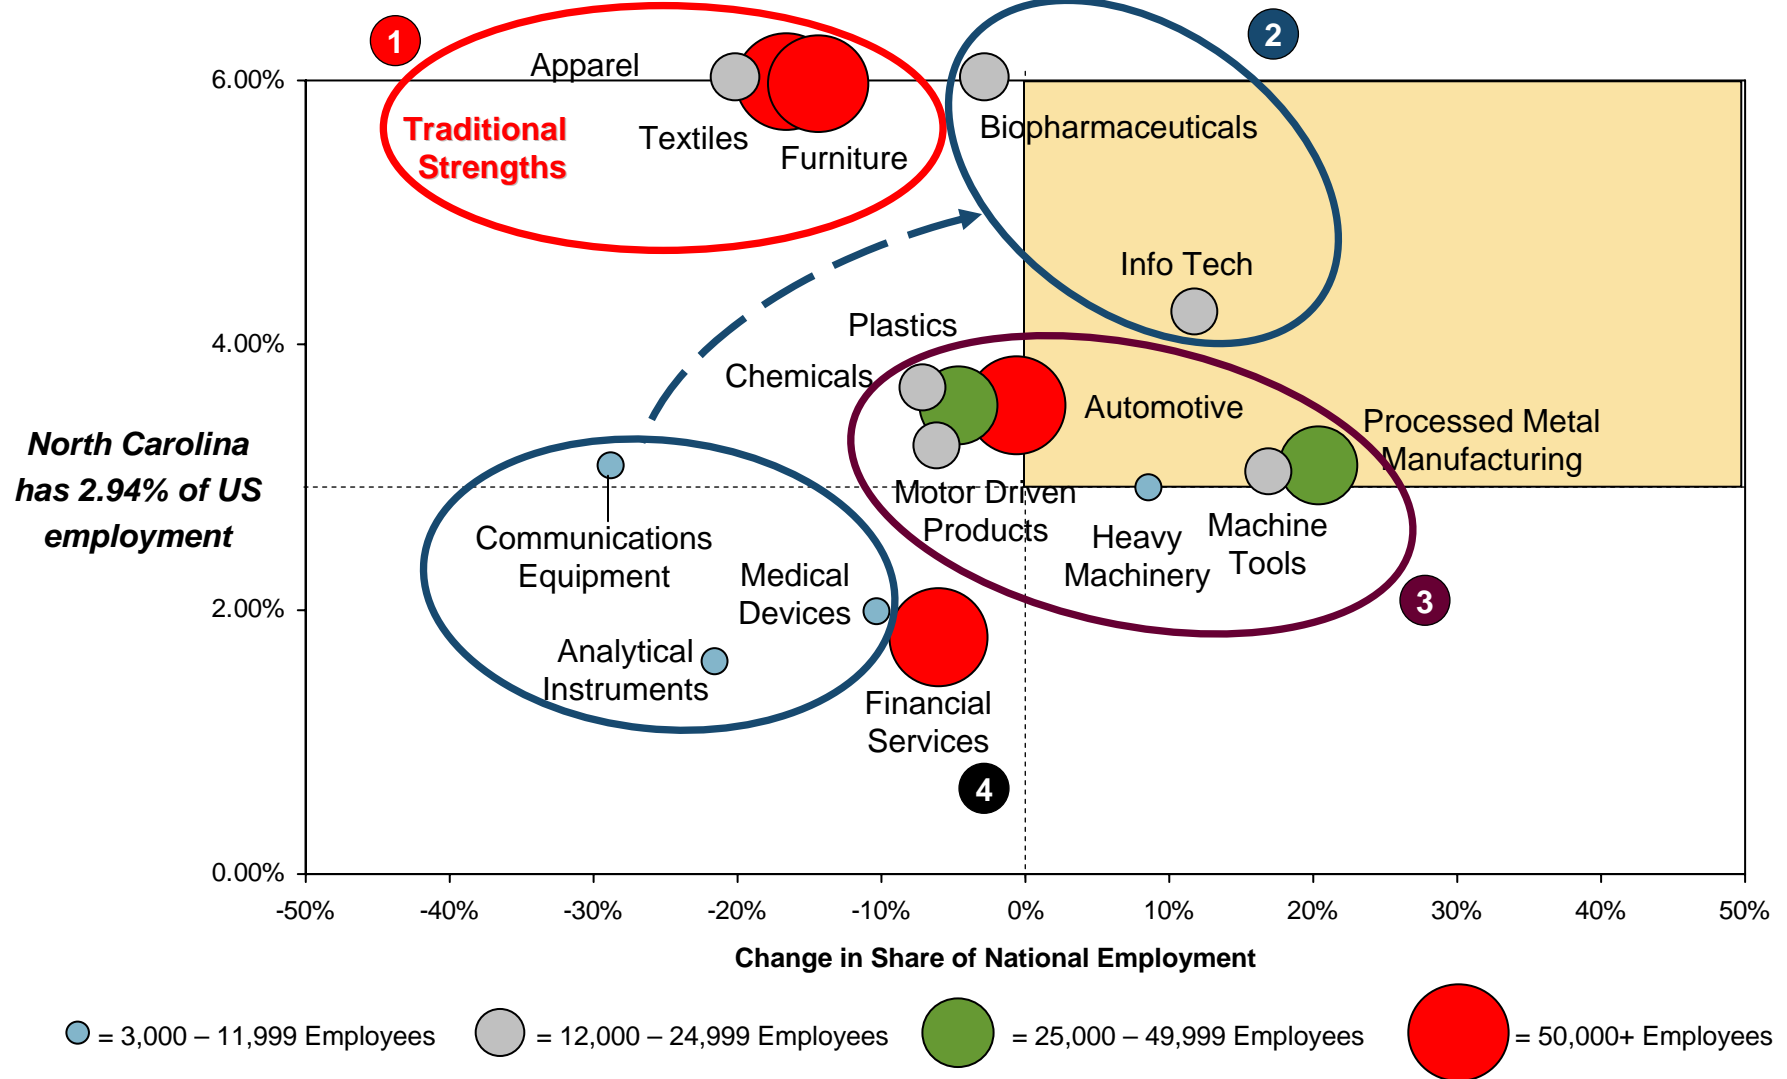 1
2
Apparel
6.00%
Traditional
Strengths
Textiles
Furniture
Biopharmaceuticals
Info Tech
Plastics
4.00%
Chemicals
Automotive
Processed Metal
Manufacturing
North Carolina
has 2.94% of US
employment
Motor Driven
Products
Heavy
Machinery
Machine
Tools
Communications
Equipment
Medical
Devices
3
2.00%
Analytical
Instruments
Financial
Services
4
0.00%
-50%
-40%
-30%
-20%
-10%
0%
10%
20%
30%
40%
50%
Change in Share of National Employment
= 3,000 – 11,999 Employees
= 12,000 – 24,999 Employees
= 25,000 – 49,999 Employees
= 50,000+ Employees